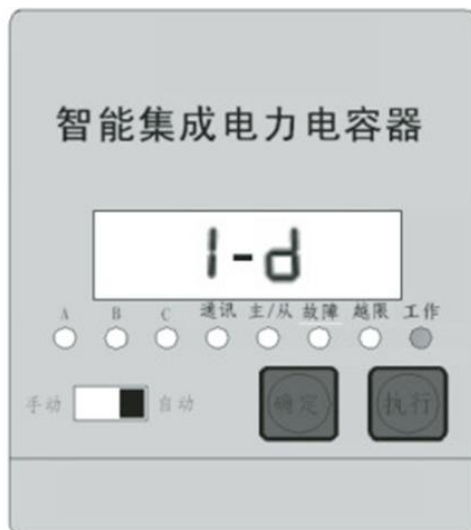 智能集成电力电容器
1-d
A B C 通讯 主/从 故障 越限 工作
手动 自动 确定 执行